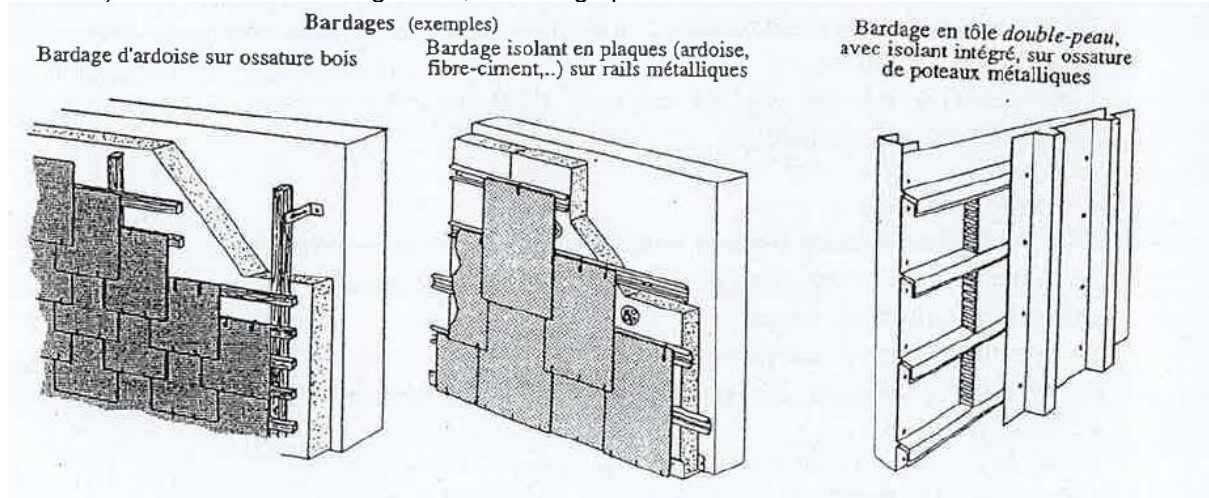 Bardages (exemples)
Bardage d'ardoise sur ossature bois
Bardage isolant en plaques (ardoise,
fibre-ciment,..) sur rails métalliques
Bardage en tôle double-peau,
avec isolant intégré, sur ossature
de poteaux métalliques